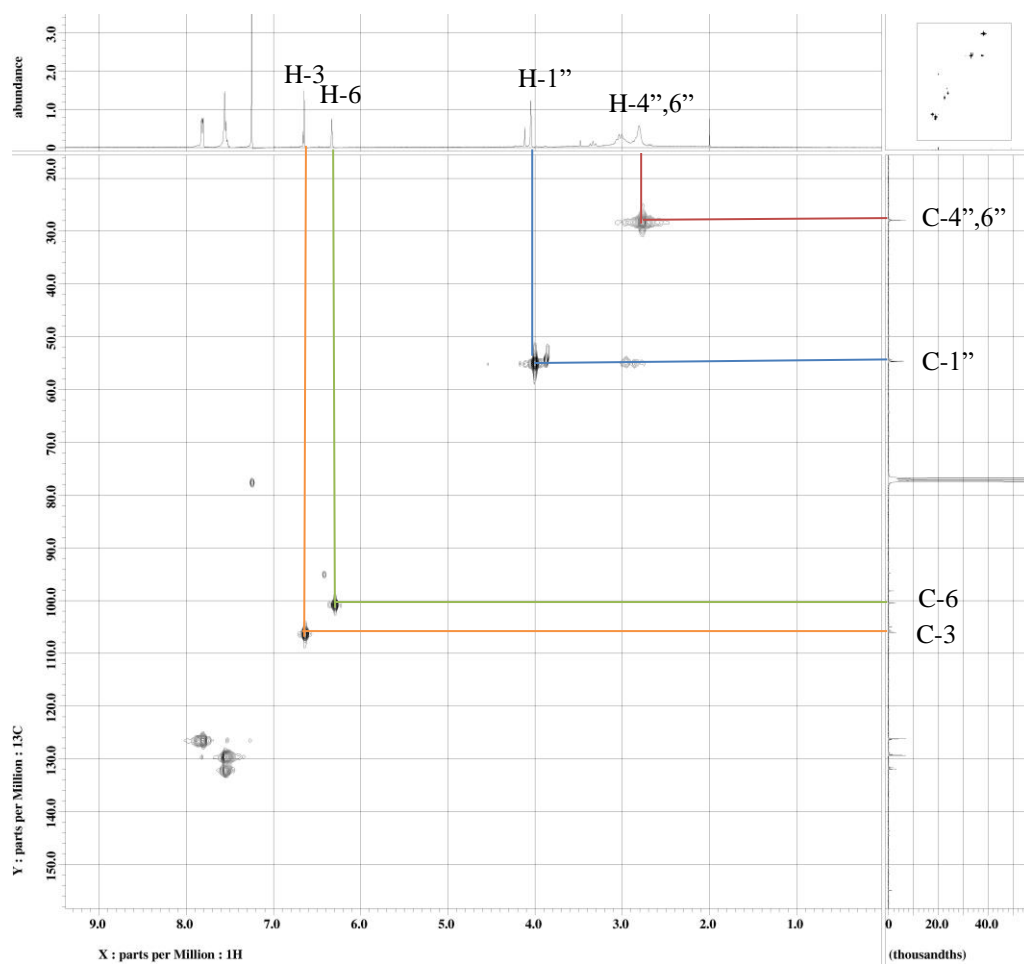 abundance
3.0
2.0
1.0
0
H-3
H-6
H-1”
H-4”,6”
20.0
30.0
40.0
50.0
60.0
70.0
80.0
90.0
100.0
110.0
120.0
130.0
140.0
150.0
Y : parts per Million : 13C
C-4”,6”
C-1”
C-6
C-3
9.0 8.0 7.0 6.0 5.0 4.0 3.0 2.0 1.0
0 20.0 40.0
X : parts per Million : 1H
(thousandths)